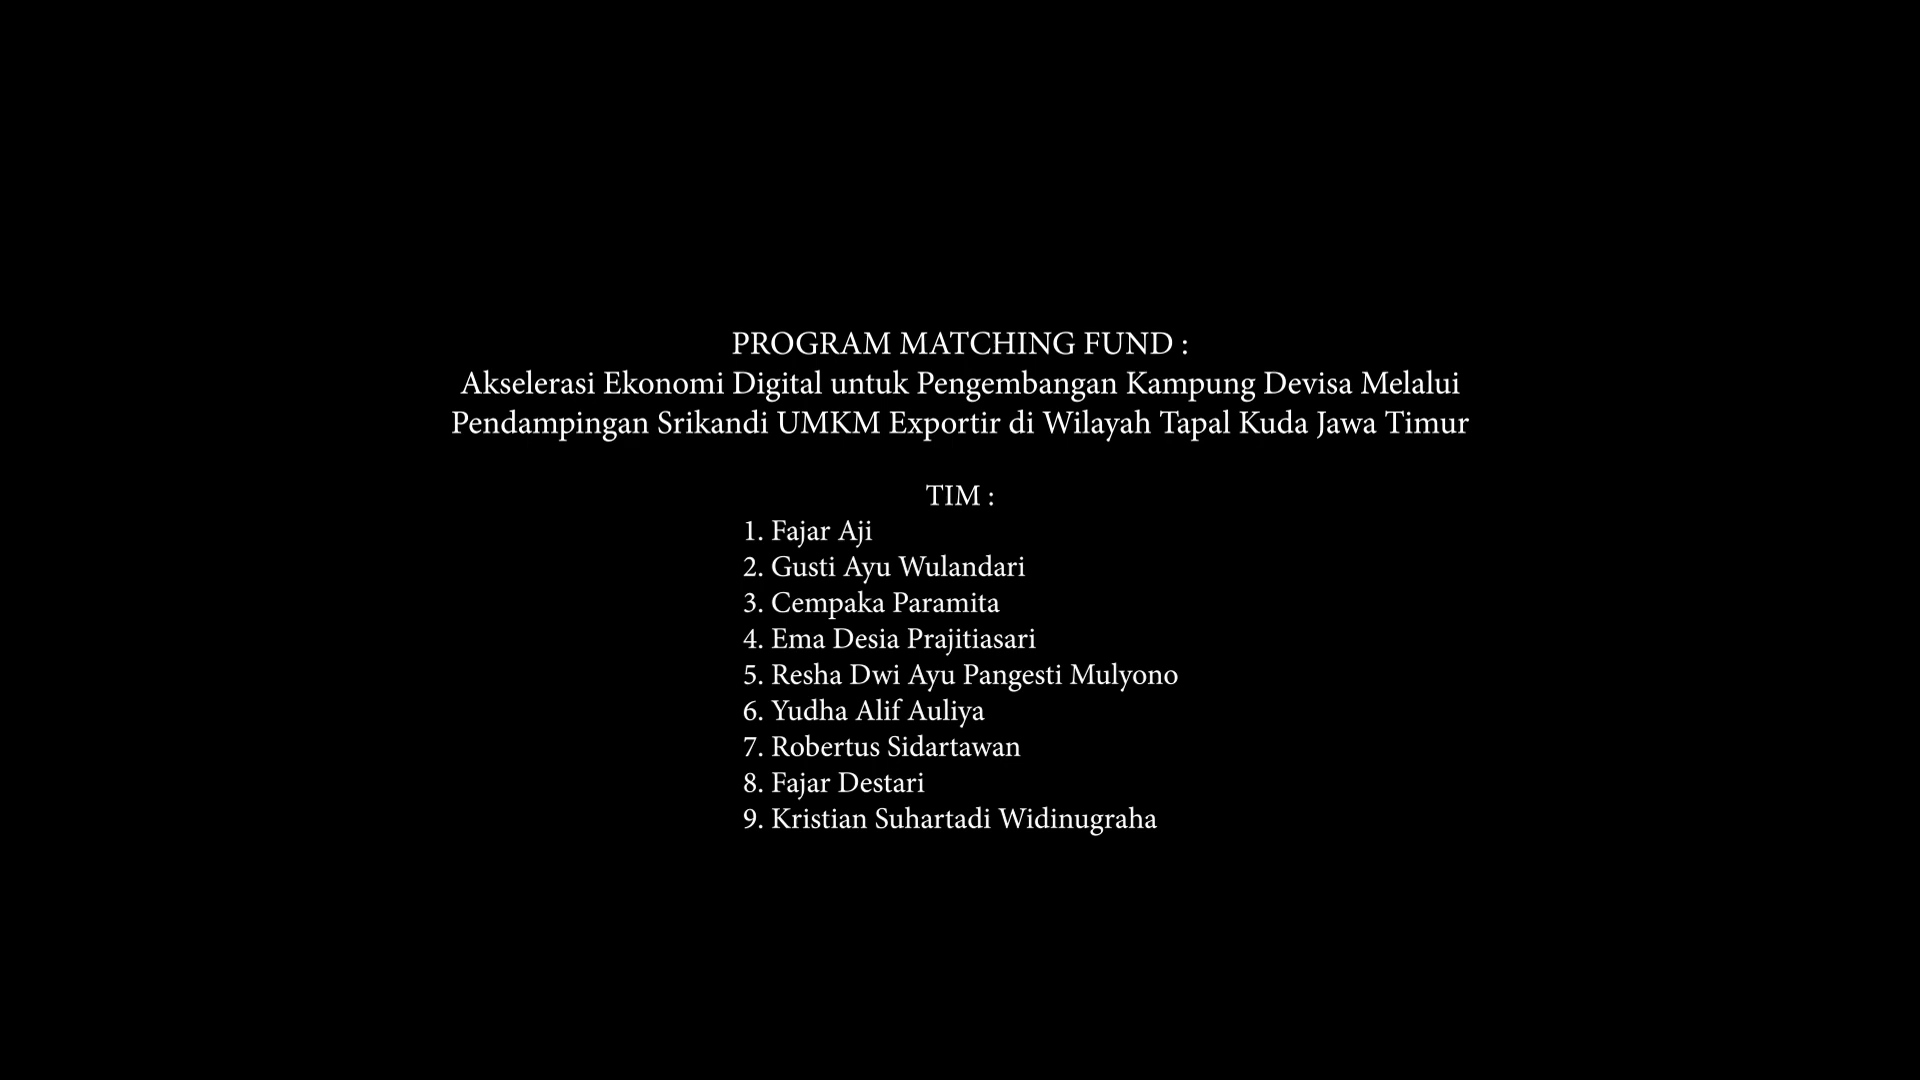 PROGRAM MATCHING FUND :
Akselerasi Ekonomi Digital untuk Pengembangan Kampung Devisa Melalui
Pendampingan Srikandi UMKM Exportir di Wilayah Tapal Kuda Jawa Timur
TIM :
1. Fajar Aji
2. Gusti Ayu Wulandari
3. Cempaka Paramita
4. Ema Desia Prajitiasari
5. Resha Dwi Ayu Pangesti Mulyono
6. Yudha Alif Auliya
7. Robertus Sidartawan
8. Fajar Destari
9. Kristian Suhartadi Widinugraha